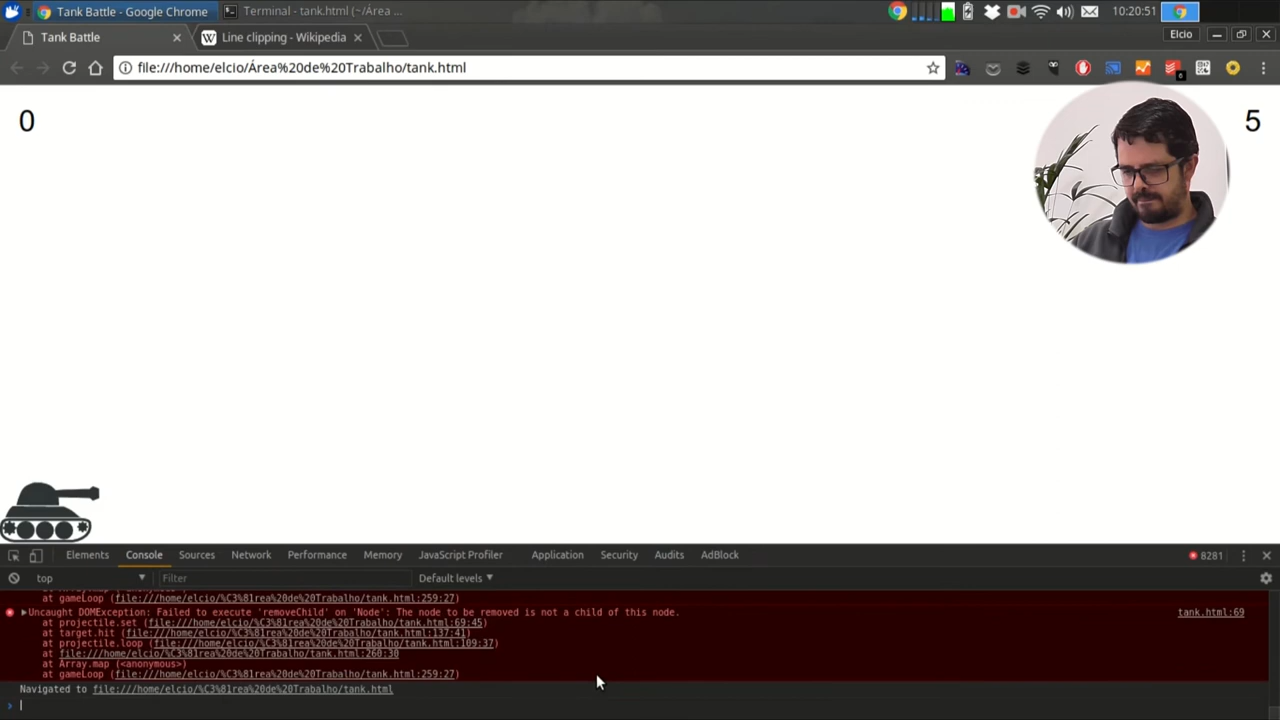 Tank Battle - Google Chrome
Terminal - tank.html (~/Área ...
10:20:51
Tank Battle
Line clipping - Wikipedia
Elcio
file:///home/elcio/Área%20de%20Trabalho/tank.html
6
0
5
Elements Console Sources Network Performance Memory JavaScript Profiler Application Security Audits AdBlock
8281
top
Filter
Default levels
at gameLoop (file:///home/elcio/%C3%81rea%20de%20Trabalho/tank.html:259:27)
Uncaught DOMException: Failed to execute 'removeChild' on 'Node': The node to be removed is not a child of this node.
tank.html:69
at projectile.set (file:///home/elcio/%C3%81rea%20de%20Trabalho/tank.html:69:45)
at target.hit (file:///home/elcio/%C3%81rea%20de%20Trabalho/tank.html:137:41)
at projectile.loop (file:///home/elcio/%C3%81rea%20de%20Trabalho/tank.html:109:37)
at file:///home/elcio/%C3%81rea%20de%20Trabalho/tank.html:260:30
at Array.map (<anonymous>)
at gameLoop (file:///home/elcio/%C3%81rea%20de%20Trabalho/tank.html:259:27)
Navigated to file:///home/elcio/%C3%81rea%20de%20Trabalho/tank.html